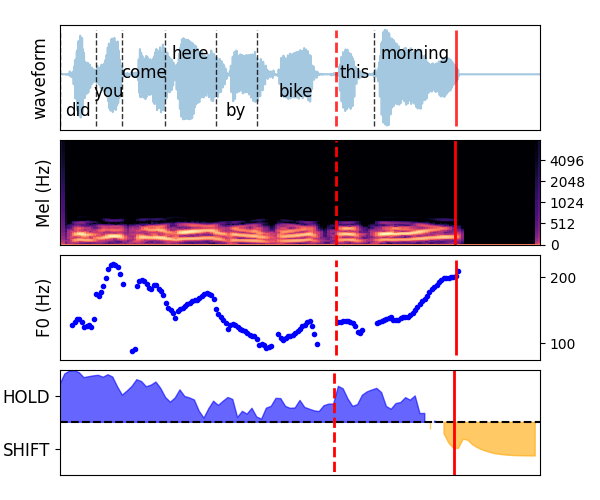 waveform
did you come here by bike this morning
Mel (Hz)
4096
2048
1024
512
0
F0 (Hz)
200
100
HOLD
SHIFT